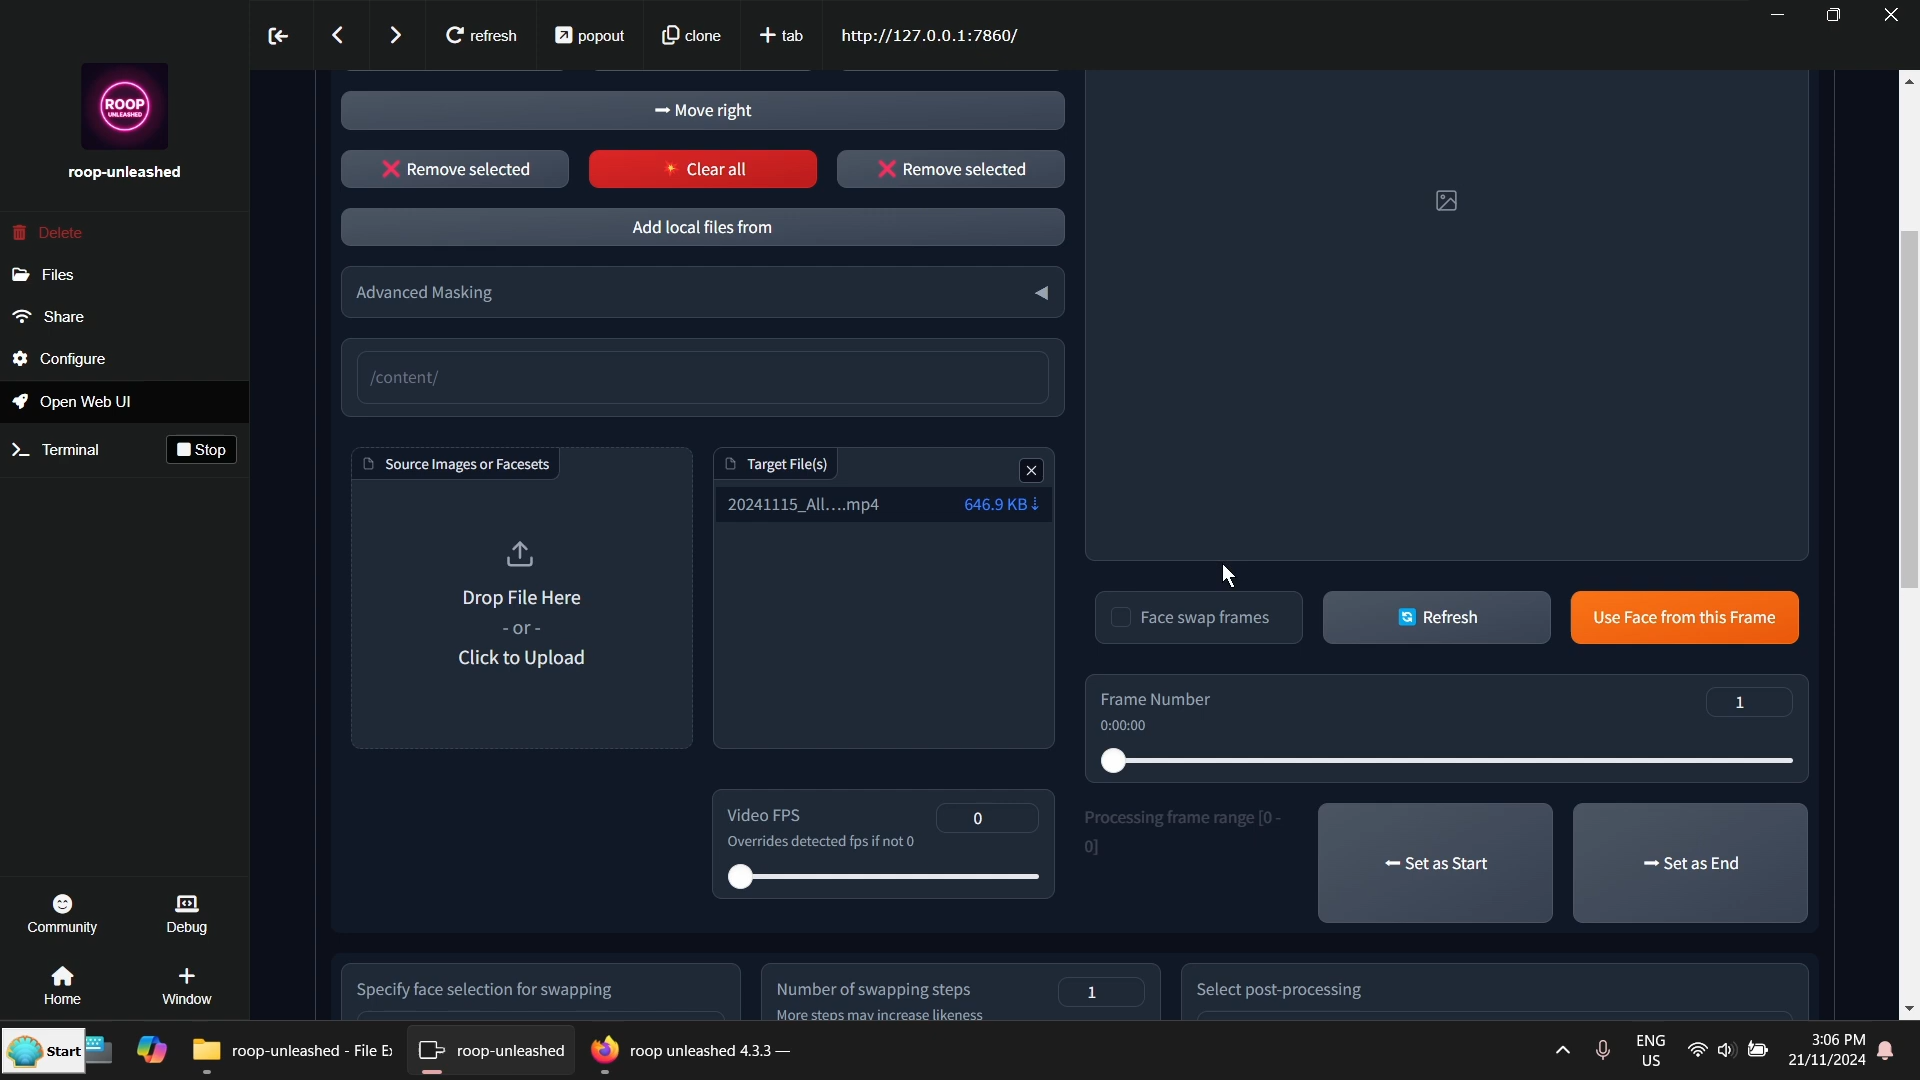 refresh
popout
clone
tab
http://127.0.0.1:7860/
ROOP
UNLEASHED
roop-unleashed
Delete
Files
Share
Configure
Open Web UI
Terminal
Stop
Community
Debug
Home
Window
Move right
Remove selected
Clear all
Remove selected
Add local files from
Advanced Masking
/content/
Source Images or Facesets
Drop File Here
- or -
Click to Upload
Target File(s)
20241115_All....mp4 646.9 KB
Video FPS
0
Overrides detected fps if not 0
Face swap frames
Refresh
Use Face from this Frame
Frame Number
1
0:00:00
Processing frame range [0 -
0]
Set as Start
Set as End
Specify face selection for swapping
Number of swapping steps
1
More steps may increase likeness
Select post-processing
Start
roop-unleashed - File E
roop-unleashed
roop unleashed 4.3.3 —
ENG
US
3:06 PM
21/11/2024